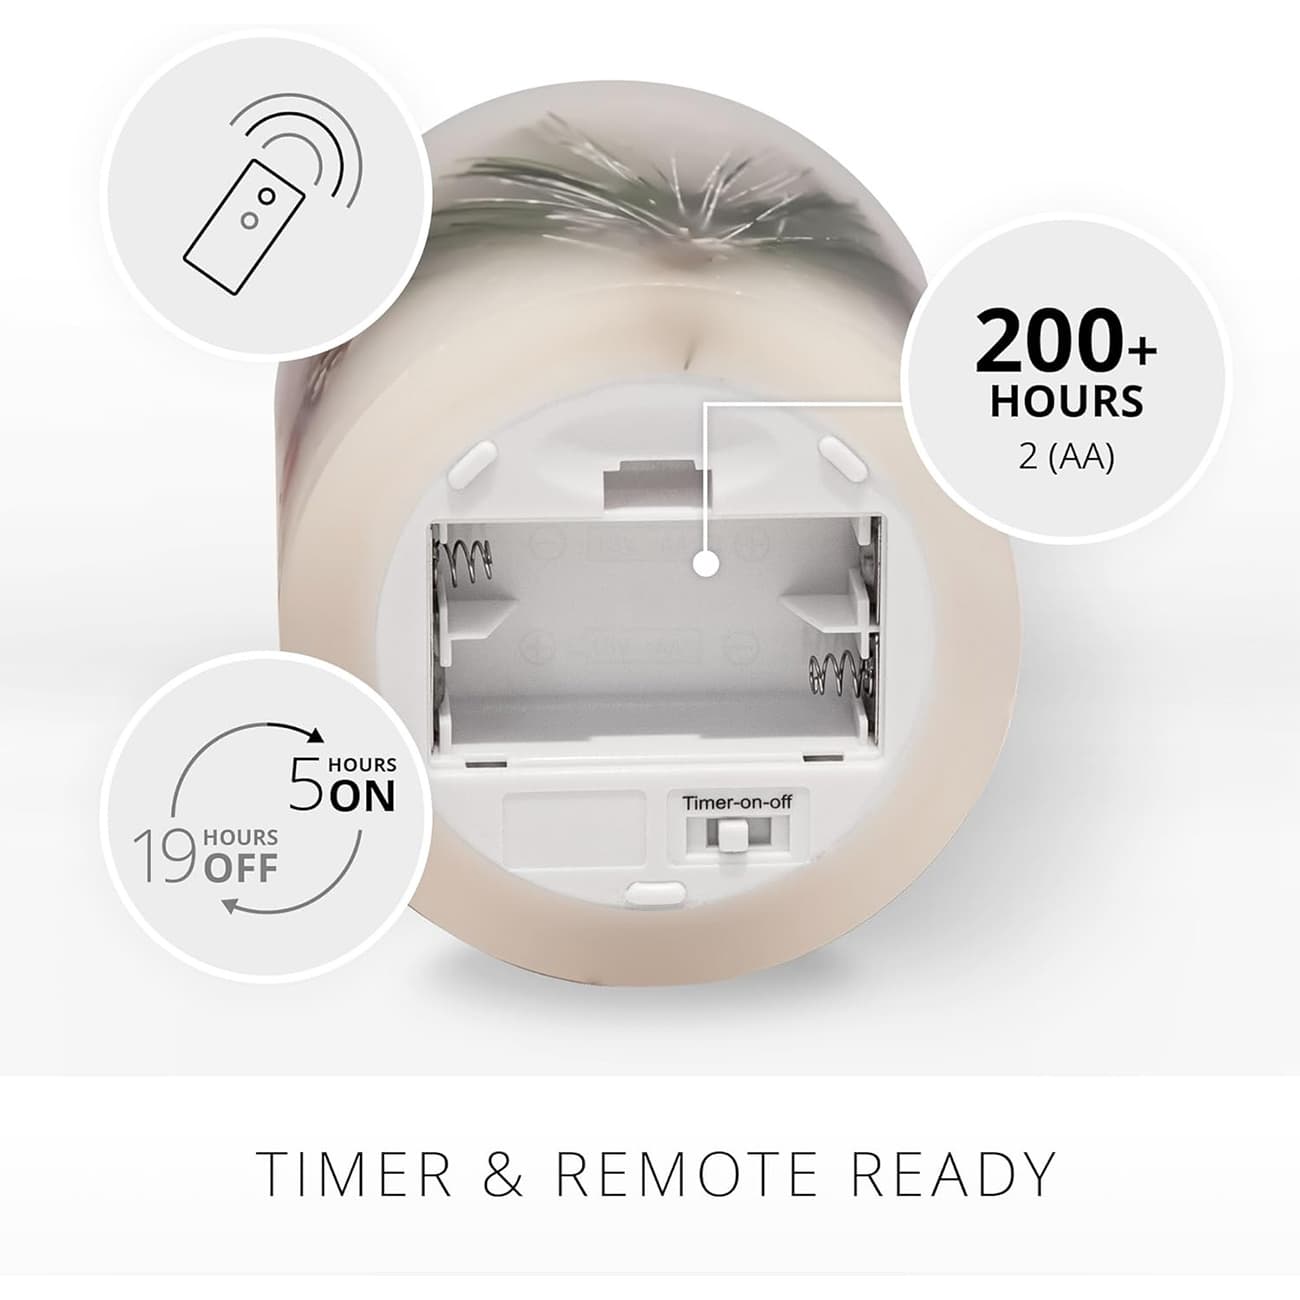 200+
HOURS
2 (AA)
5 HOURS
ON
19 HOURS
OFF
Timer-on-off
TIMER & REMOTE READY